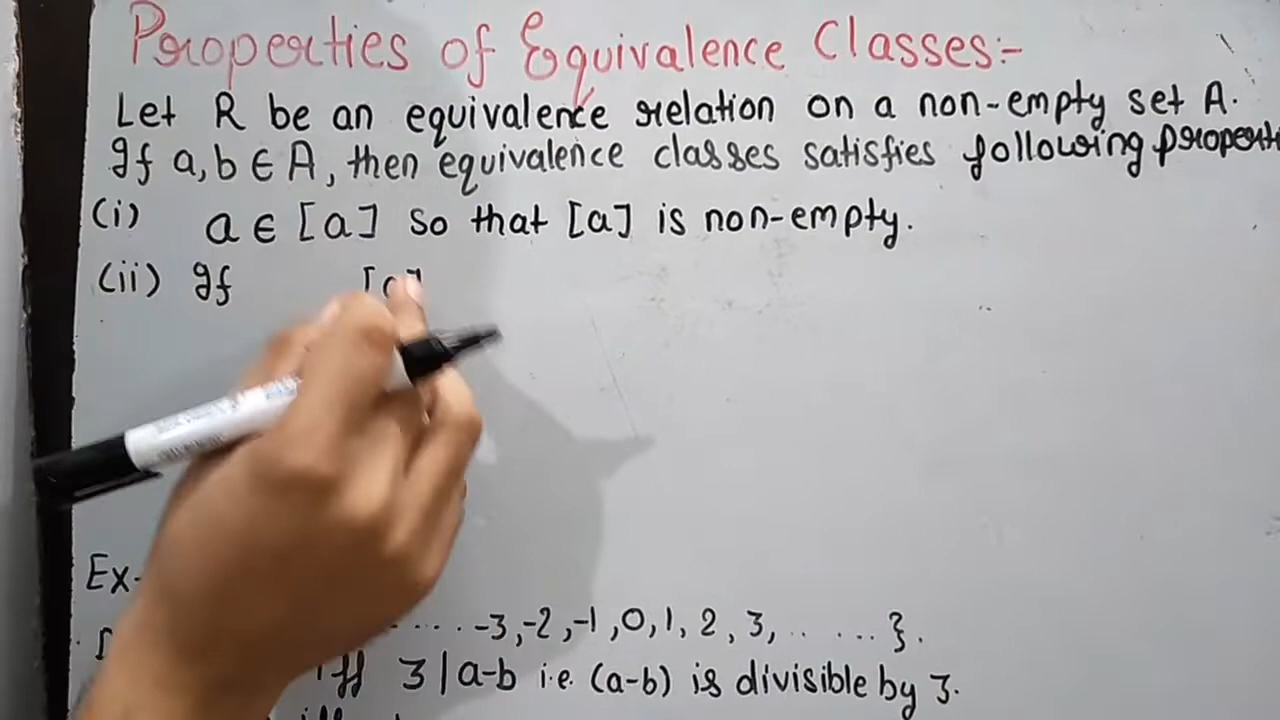 Properties of Equivalence Classes:-
Let R be an equivalence relation on a non-empty set A.
If a, b ∈ A, then equivalence classes satisfies following
(i) a ∈ [a] so that [a] is non-empty.
(ii) If [a]
Ex-
..... -3, -2, -1, 0, 1, 2, 3, .. .... }.
iff 3 | a-b i.e. (a-b) is divisible by 3.